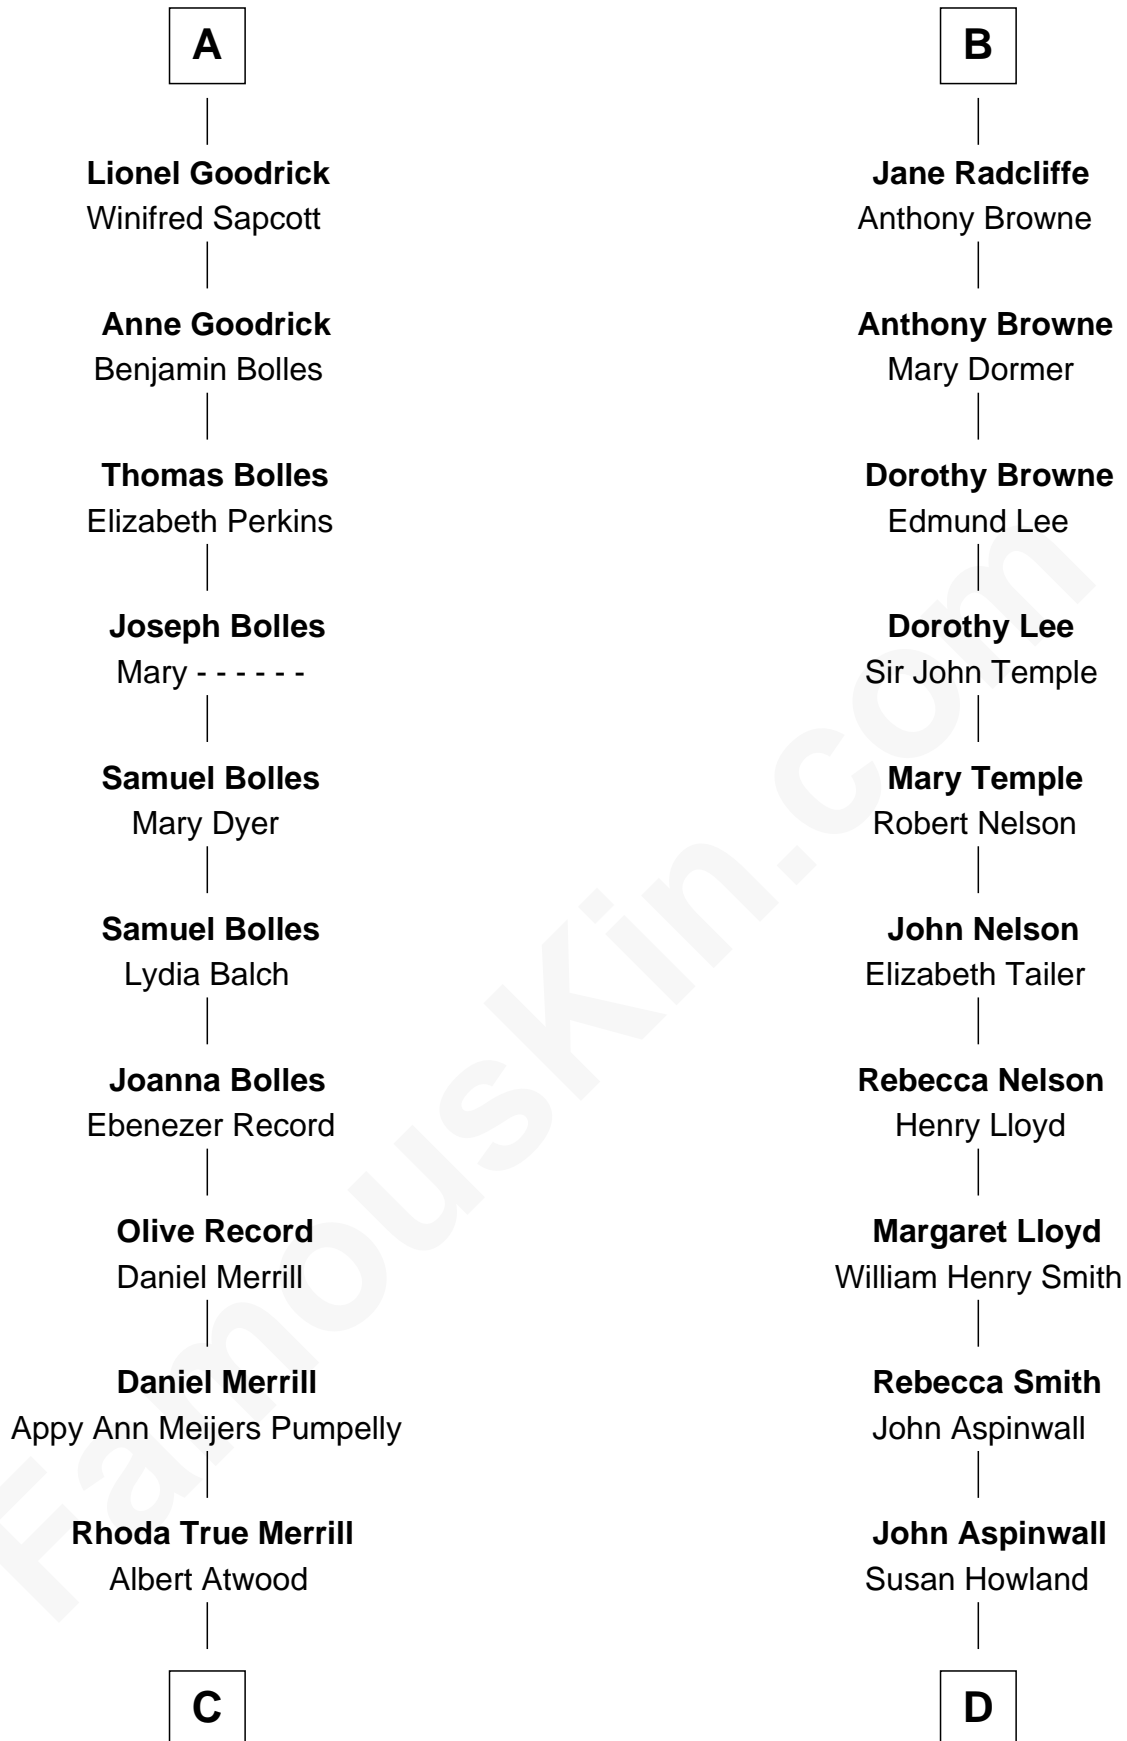 A
Lionel Goodrick
Winifred Sapcott
Anne Goodrick
Benjamin Bolles
Thomas Bolles
Elizabeth Perkins
Joseph Bolles
Mary - - - - - -
Samuel Bolles
Mary Dyer
Samuel Bolles
Lydia Balch
Joanna Bolles
Ebenezer Record
Olive Record
Daniel Merrill
Daniel Merrill
Appy Ann Meijers Pumpelly
Rhoda True Merrill
Albert Atwood
C
B
Jane Radcliffe
Anthony Browne
Anthony Browne
Mary Dormer
Dorothy Browne
Edmund Lee
Dorothy Lee
Sir John Temple
Mary Temple
Robert Nelson
John Nelson
Elizabeth Tailer
Rebecca Nelson
Henry Lloyd
Margaret Lloyd
William Henry Smith
Rebecca Smith
John Aspinwall
John Aspinwall
Susan Howland
D
FamousKin.com